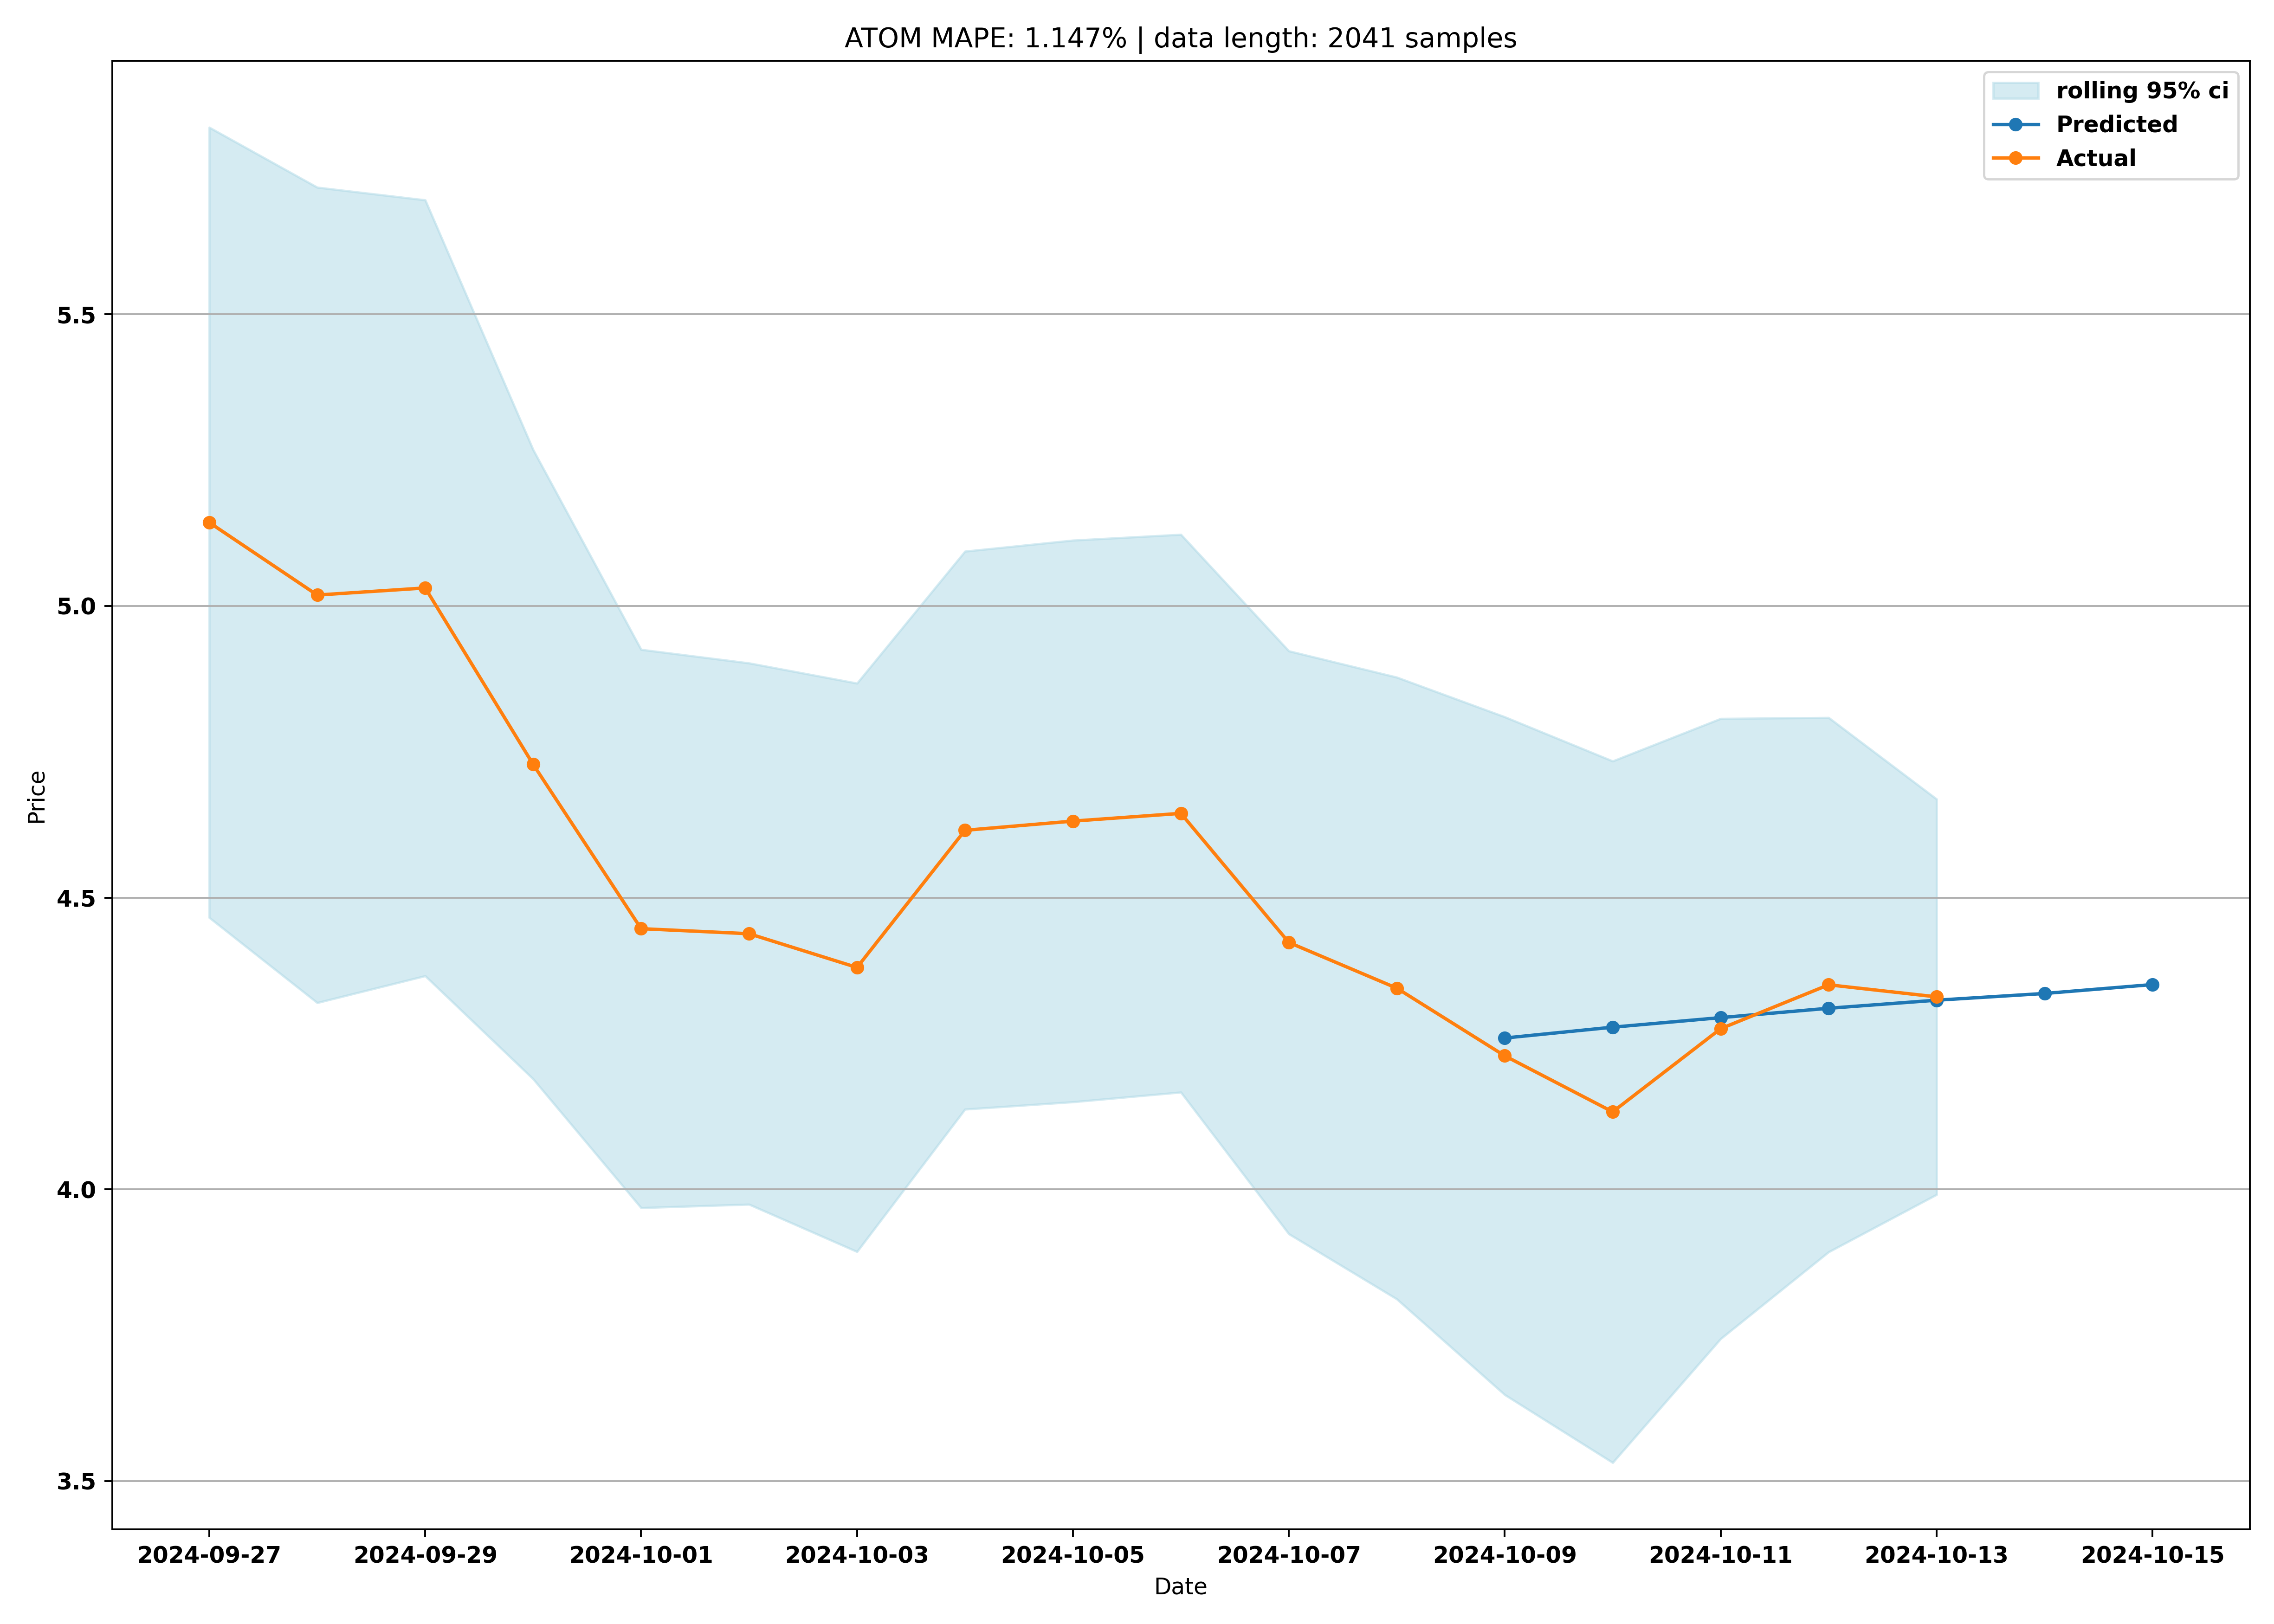 ATOM MAPE: 1.147% | data length: 2041 samples
rolling 95% ci
Predicted
Actual
Price
5.5
5.0
4.5
4.0
3.5
2024-09-27 2024-09-29 2024-10-01 2024-10-03 2024-10-05 2024-10-07 2024-10-09 2024-10-11 2024-10-13 2024-10-15
Date